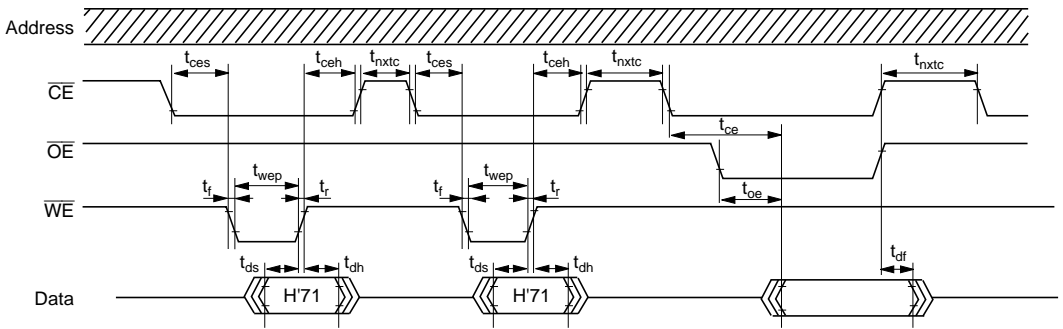 Address
tces tceh tnxtc tces tceh tnxtc tnxtc
CE
tce
OE
twep twep
tf tr tf tr toe
WE
tds tdh tds tdh tdf
Data H'71 H'71